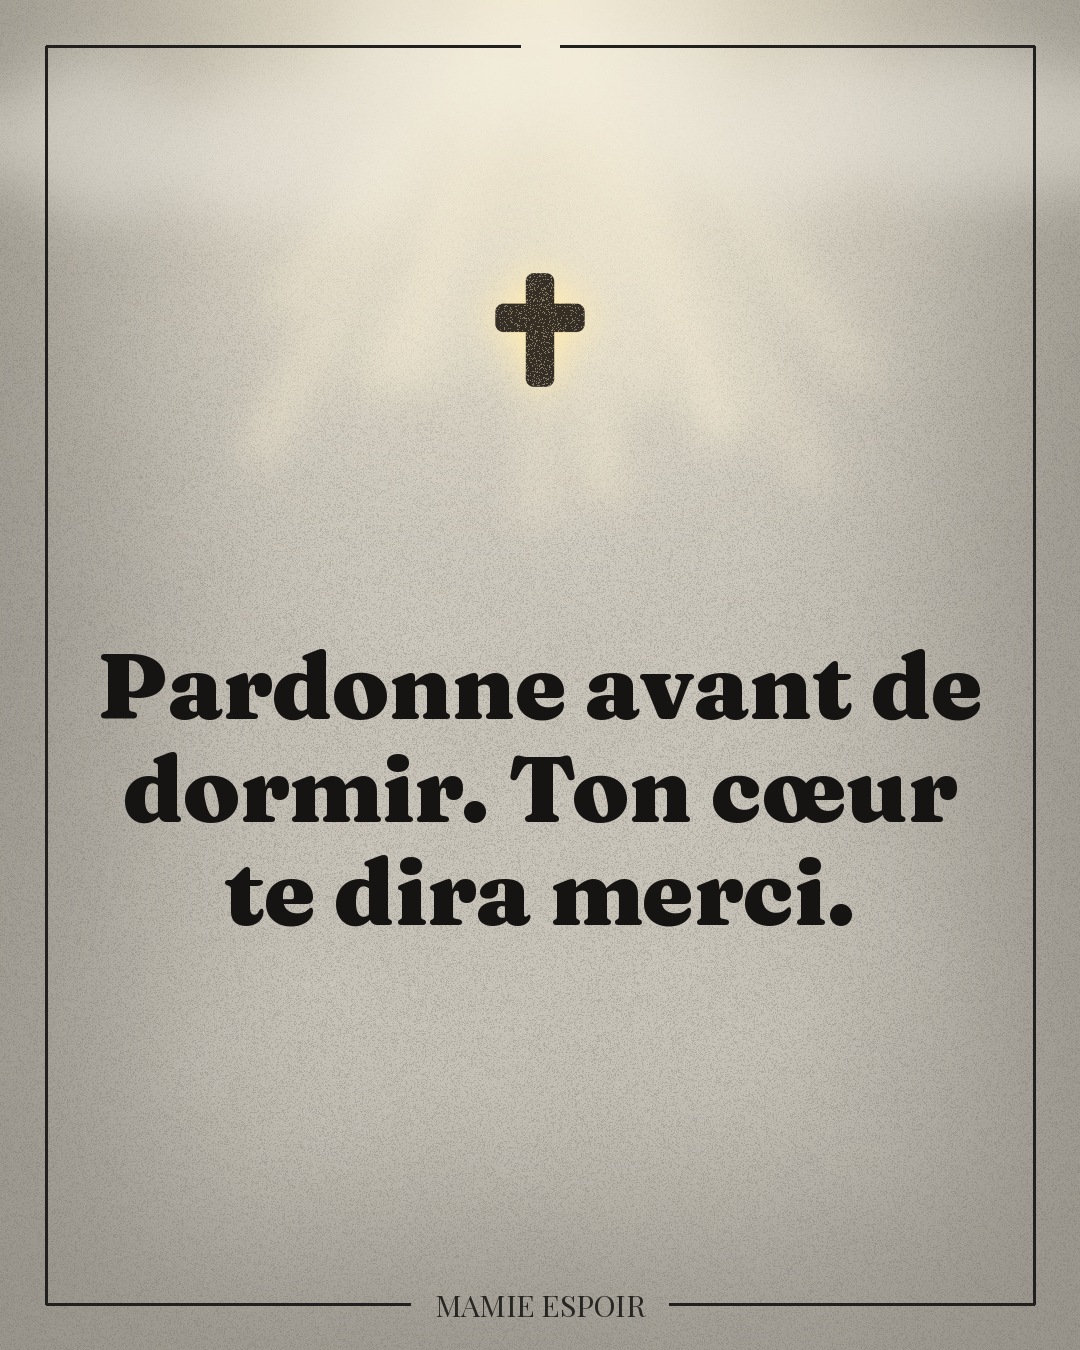 Pardonne avant de
dormir. Ton cœur
te dira merci.
MAMIE ESPOIR